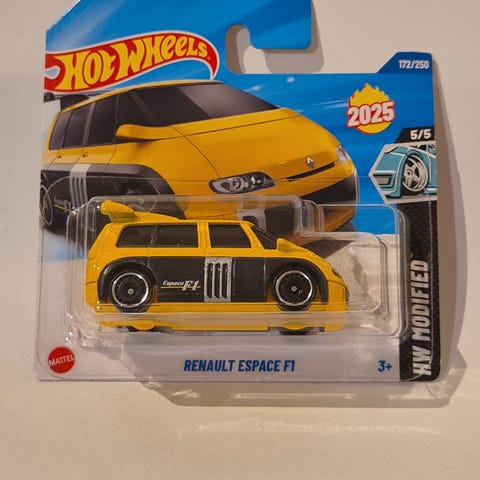 HOT WHEELS
172/250
2025
5/5
HW MODIFIED
Espace F1
MATTEL
RENAULT ESPACE F1
3+